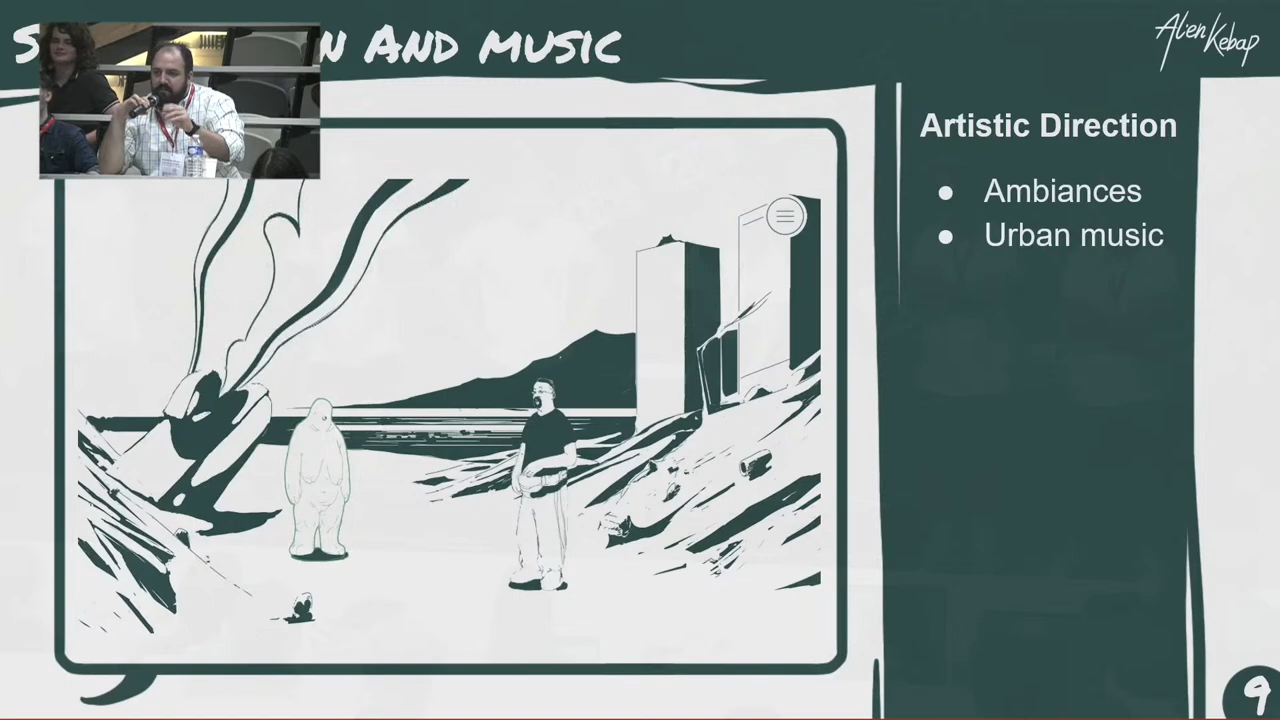 N AND MUSIC
Alien Kebap
Artistic Direction
● Ambiances
● Urban music
9